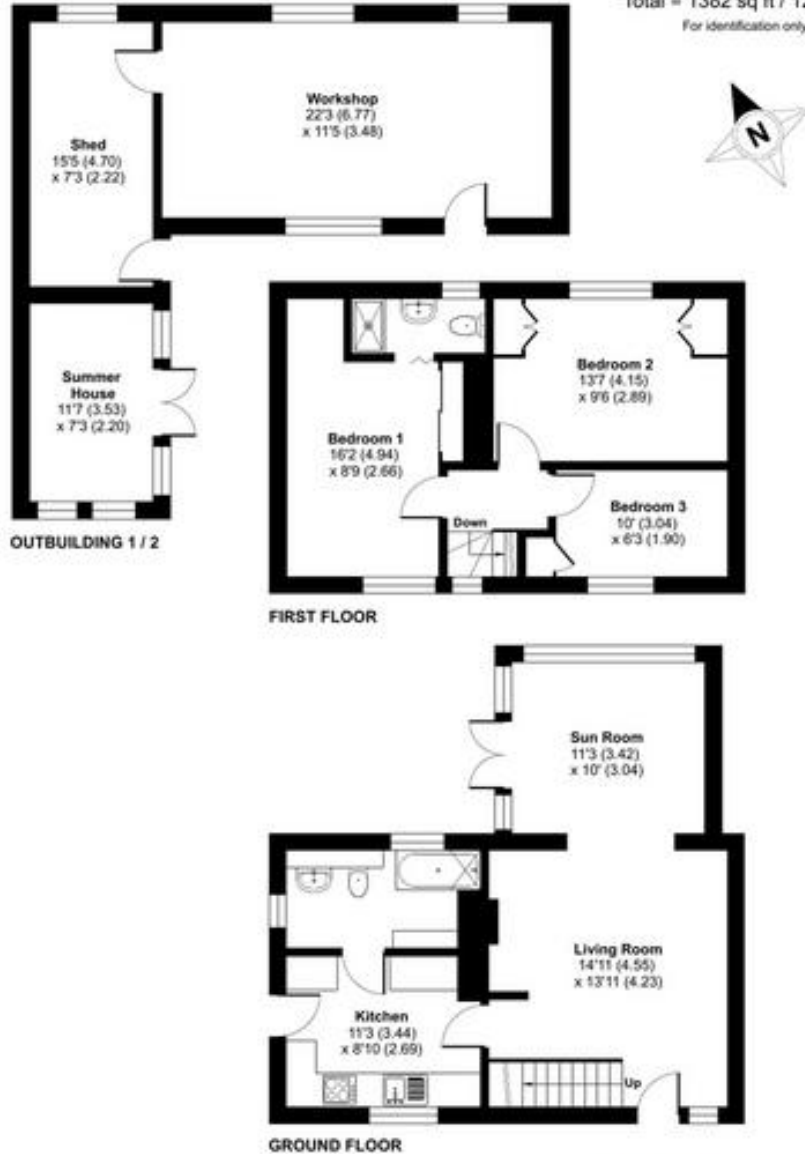 Total = 1382 sq ft / 12
For identification only
N
Workshop
22'3 (6.77)
x 11'5 (3.48)
Shed
15'5 (4.70)
x 7'3 (2.22)
Summer
House
11'7 (3.53)
x 7'3 (2.20)
OUTBUILDING 1 / 2
Bedroom 2
13'7 (4.15)
x 9'6 (2.89)
Bedroom 1
16'2 (4.94)
x 8'9 (2.66)
Bedroom 3
10' (3.04)
x 6'3 (1.90)
Down
FIRST FLOOR
Sun Room
11'3 (3.42)
x 10' (3.04)
Living Room
14'11 (4.55)
x 13'11 (4.23)
Kitchen
11'3 (3.44)
x 8'10 (2.69)
Up
GROUND FLOOR